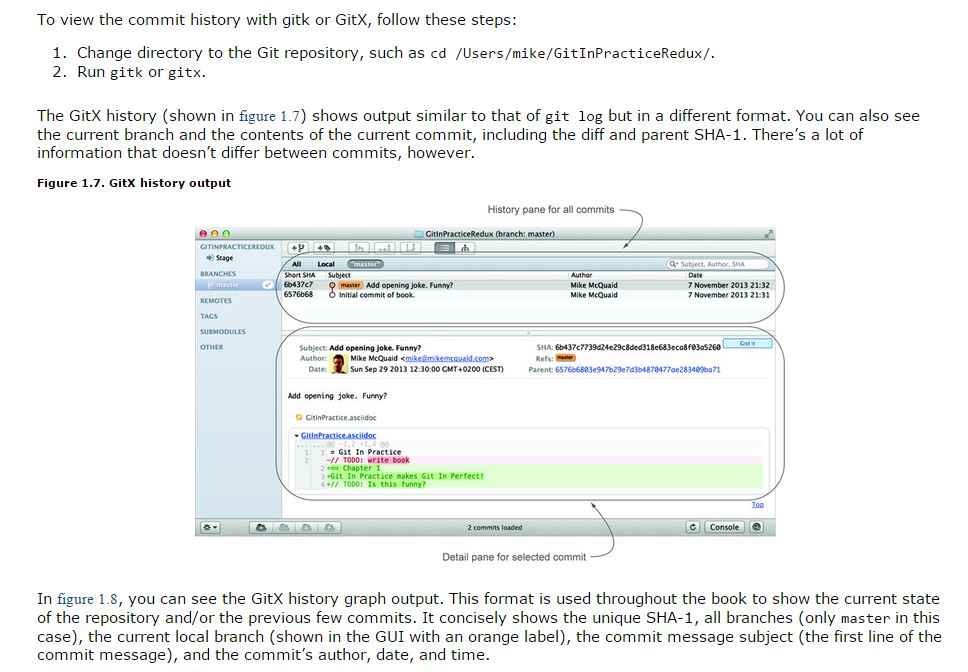 To view the commit history with gitk or GitX, follow these steps:
1. Change directory to the Git repository, such as cd /Users/mike/GitInPracticeRedux/.
2. Run gitk or gitx.
The GitX history (shown in figure 1.7) shows output similar to that of git log but in a different format. You can also see
the current branch and the contents of the current commit, including the diff and parent SHA-1. There's a lot of
information that doesn't differ between commits, however.
Figure 1.7. GitX history output
History pane for all commits
GitInPracticeRedux (branch: master)
GITINPRACTICEREDUX
Stage
BRANCHES
master
REMOTES
TAGS
SUBMODULES
OTHER
All Local "master" Subject, Author, SHA
Short SHA Subject Author Date
6b437c7 master Add opening joke. Funny? Mike McQuaid 7 November 2013 21:32
6576b68 Initial commit of book. Mike McQuaid 7 November 2013 21:31
Subject: Add opening joke. Funny? SHA: 6b437c7739d24e29c8ded318e683eca8f03a5260 Gist it
Author: Mike McQuaid <mike@mikemcquaid.com> Refs: master
Date: Sun Sep 29 2013 12:30:00 GMT+0200 (CEST) Parent: 6576b6803e947b29e7d3b4870477ae283409ba71
Add opening joke. Funny?
GitInPractice.asciidoc
GitInPractice.asciidoc
... ... @@ -1,2 +1,4 @@
1 1 = Git In Practice
2 -// TODO: write book
2 +== Chapter 1
3 +Git In Practice makes Git In Perfect!
4 +// TODO: Is this funny?
Top
2 commits loaded Console
Detail pane for selected commit
In figure 1.8, you can see the GitX history graph output. This format is used throughout the book to show the current state
of the repository and/or the previous few commits. It concisely shows the unique SHA-1, all branches (only master in this
case), the current local branch (shown in the GUI with an orange label), the commit message subject (the first line of the
commit message), and the commit's author, date, and time.